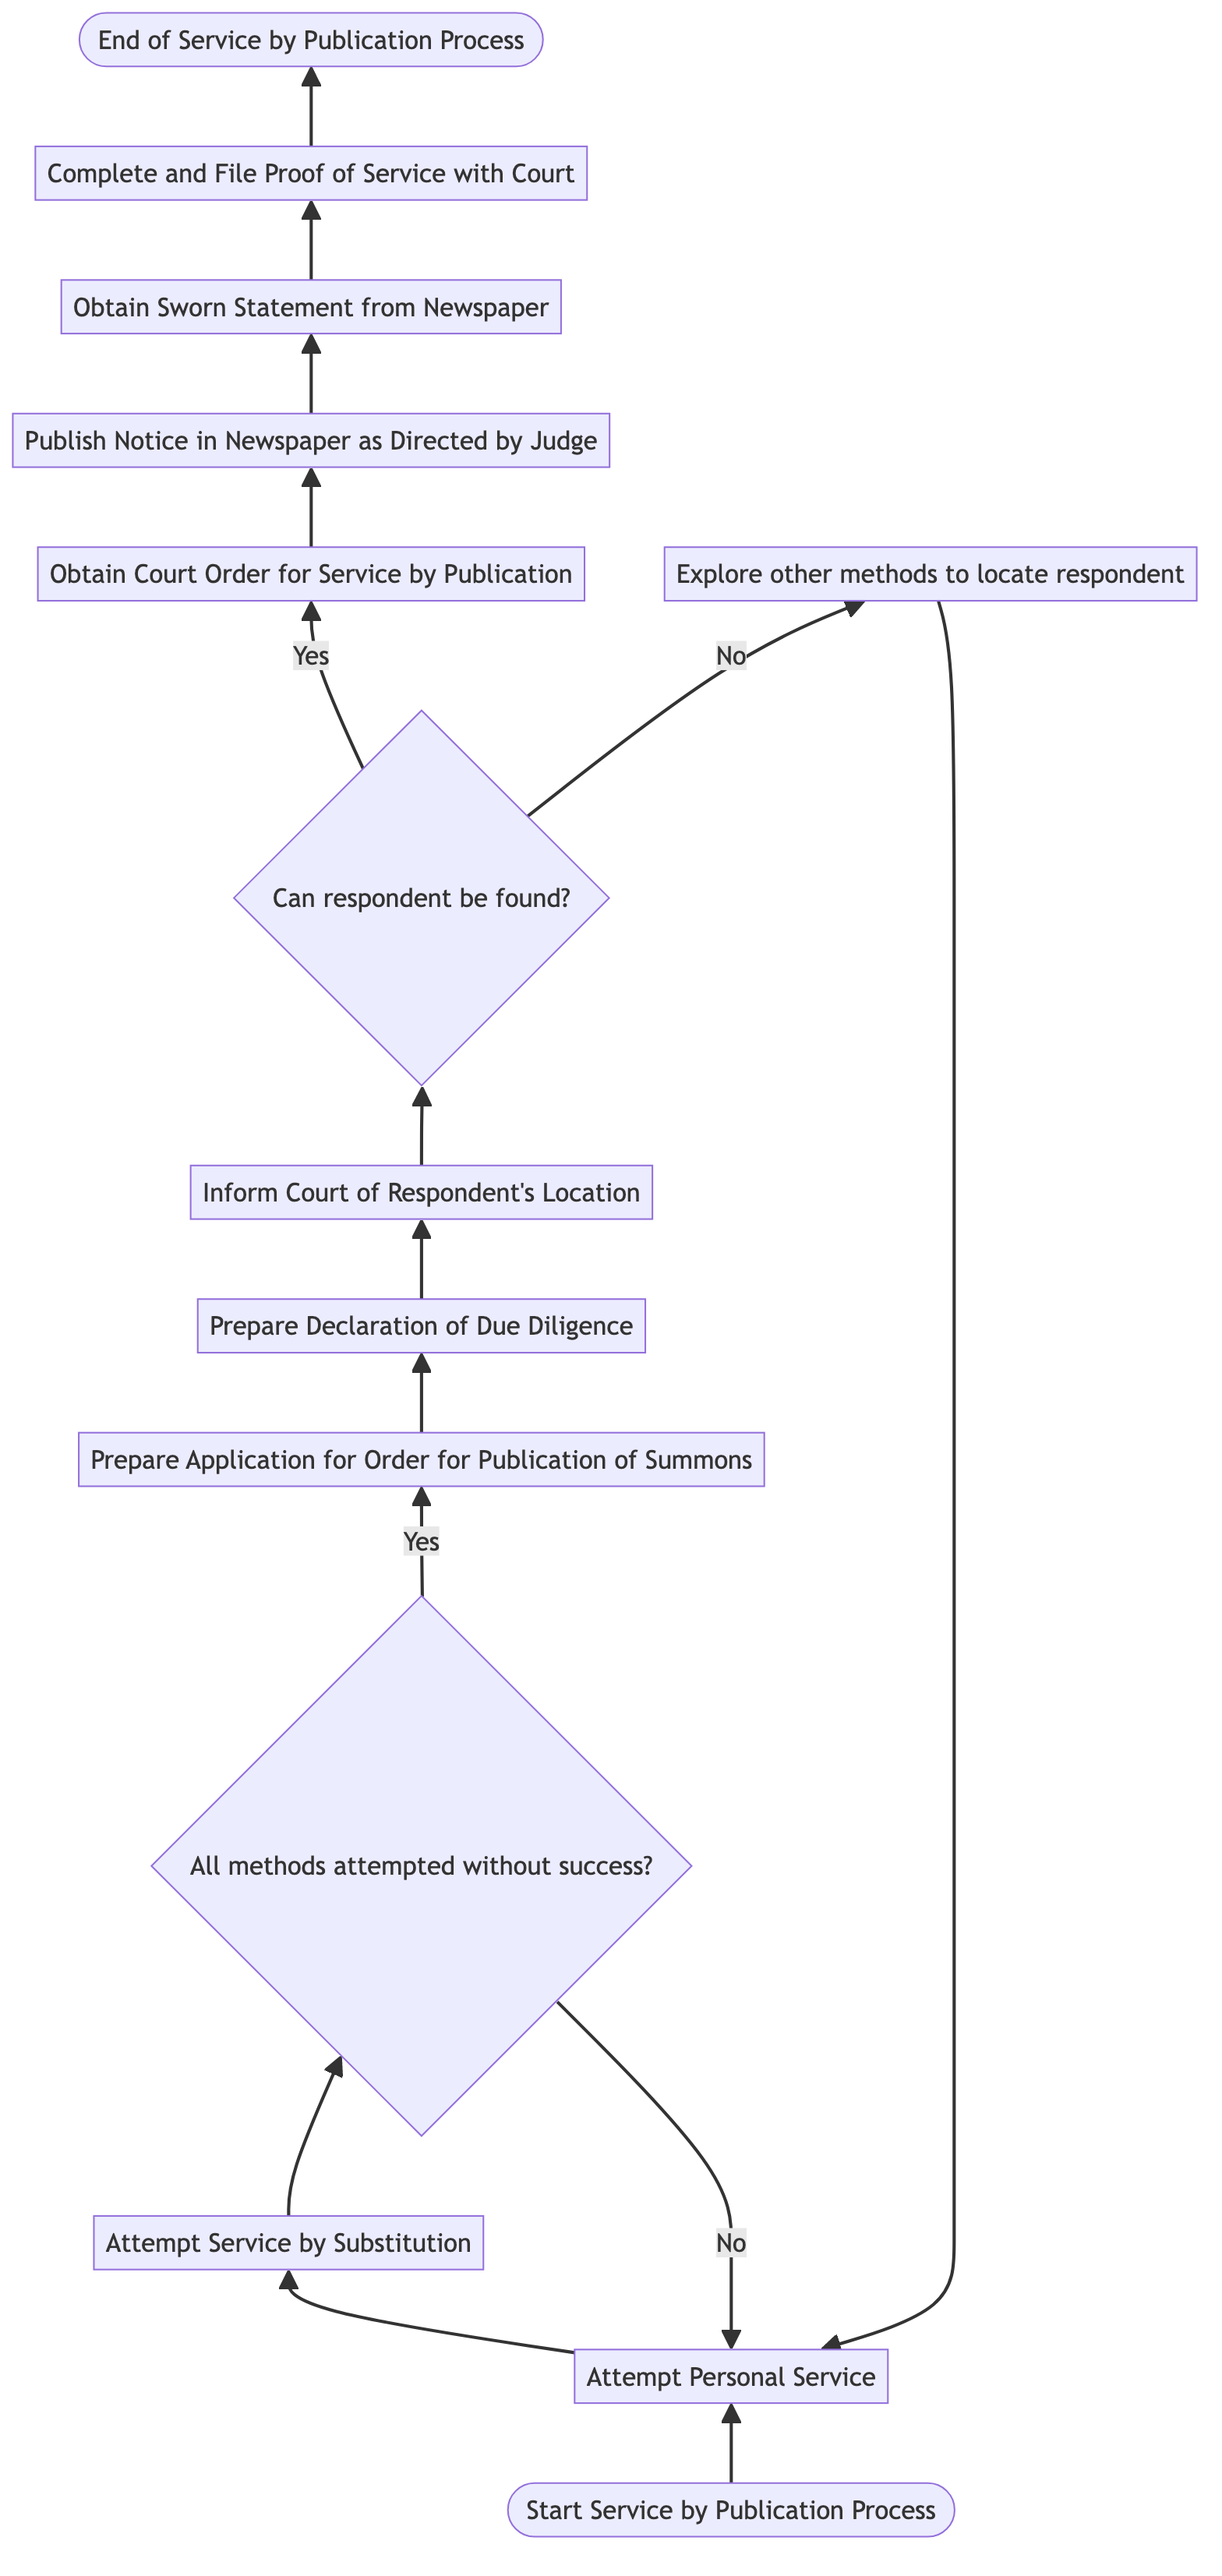 End of Service by Publication Process
Complete and File Proof of Service with Court
Obtain Sworn Statement from Newspaper
Publish Notice in Newspaper as Directed by Judge
Obtain Court Order for Service by Publication
Explore other methods to locate respondent
Yes
No
Can respondent be found?
Inform Court of Respondent's Location
Prepare Declaration of Due Diligence
Prepare Application for Order for Publication of Summons
Yes
All methods attempted without success?
Attempt Service by Substitution
No
Attempt Personal Service
Start Service by Publication Process